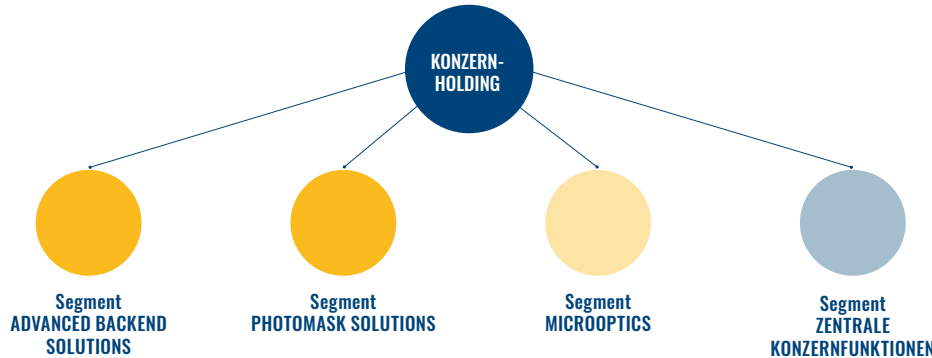 KONZERN-
HOLDING
Segment
ADVANCED BACKEND
SOLUTIONS
Segment
PHOTOMASK SOLUTIONS
Segment
MICROOPTICS
Segment
ZENTRALE
KONZERNFUNKTIONEN